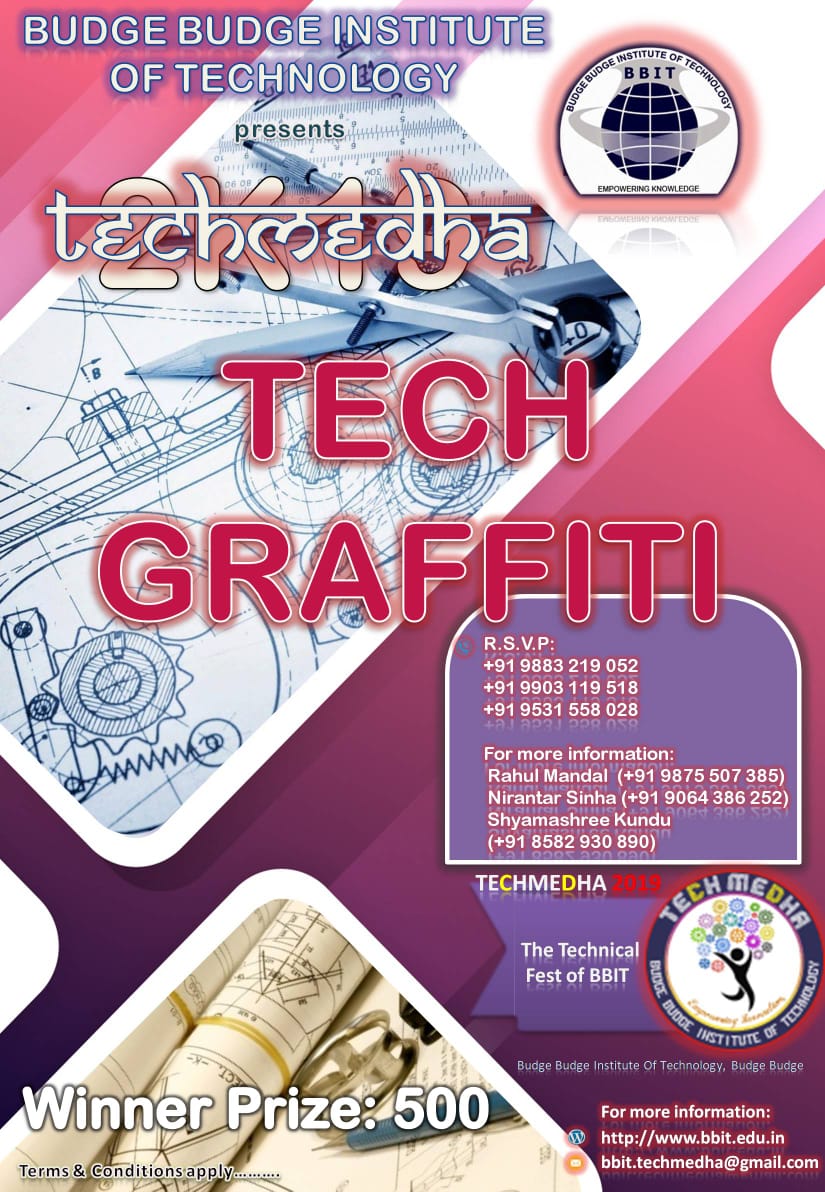 BUDGE BUDGE INSTITUTE
OF TECHNOLOGY
presents
techmedha
BUDGE BUDGE INSTITUTE OF TECHNOLOGY
BBIT
EMPOWERING KNOWLEDGE
TECH
GRAFFITI
R.S.V.P:
+91 9883 219 052
+91 9903 119 518
+91 9531 558 028
For more information:
Rahul Mandal (+91 9875 507 385)
Nirantar Sinha (+91 9064 386 252)
Shyamashree Kundu
(+91 8582 930 890)
TECHMEDHA 2019
The Technical
Fest of BBIT
TECH MEDHA
Empowering Innovation
BUDGE BUDGE INSTITUTE OF TECHNOLOGY
Budge Budge Institute Of Technology, Budge Budge
Winner Prize: 500
Terms & Conditions apply..........
For more information:
http://www.bbit.edu.in
bbit.techmedha@gmail.com